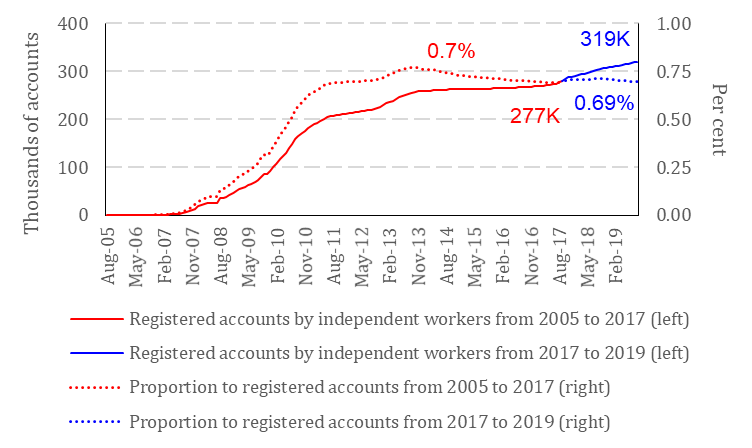 400
300
200
100
0
Thousands of accounts
1.00
0.75
0.50
0.25
0.00
Per cent
0.7%
319K
277K
0.69%
Aug-05
May-06
Feb-07
Nov-07
Aug-08
May-09
Feb-10
Nov-10
Aug-11
May-12
Feb-13
Nov-13
Aug-14
May-15
Feb-16
Nov-16
Aug-17
May-18
Feb-19
Registered accounts by independent workers from 2005 to 2017 (left)
Registered accounts by independent workers from 2017 to 2019 (left)
Proportion to registered accounts from 2005 to 2017 (right)
Proportion to registered accounts from 2017 to 2019 (right)